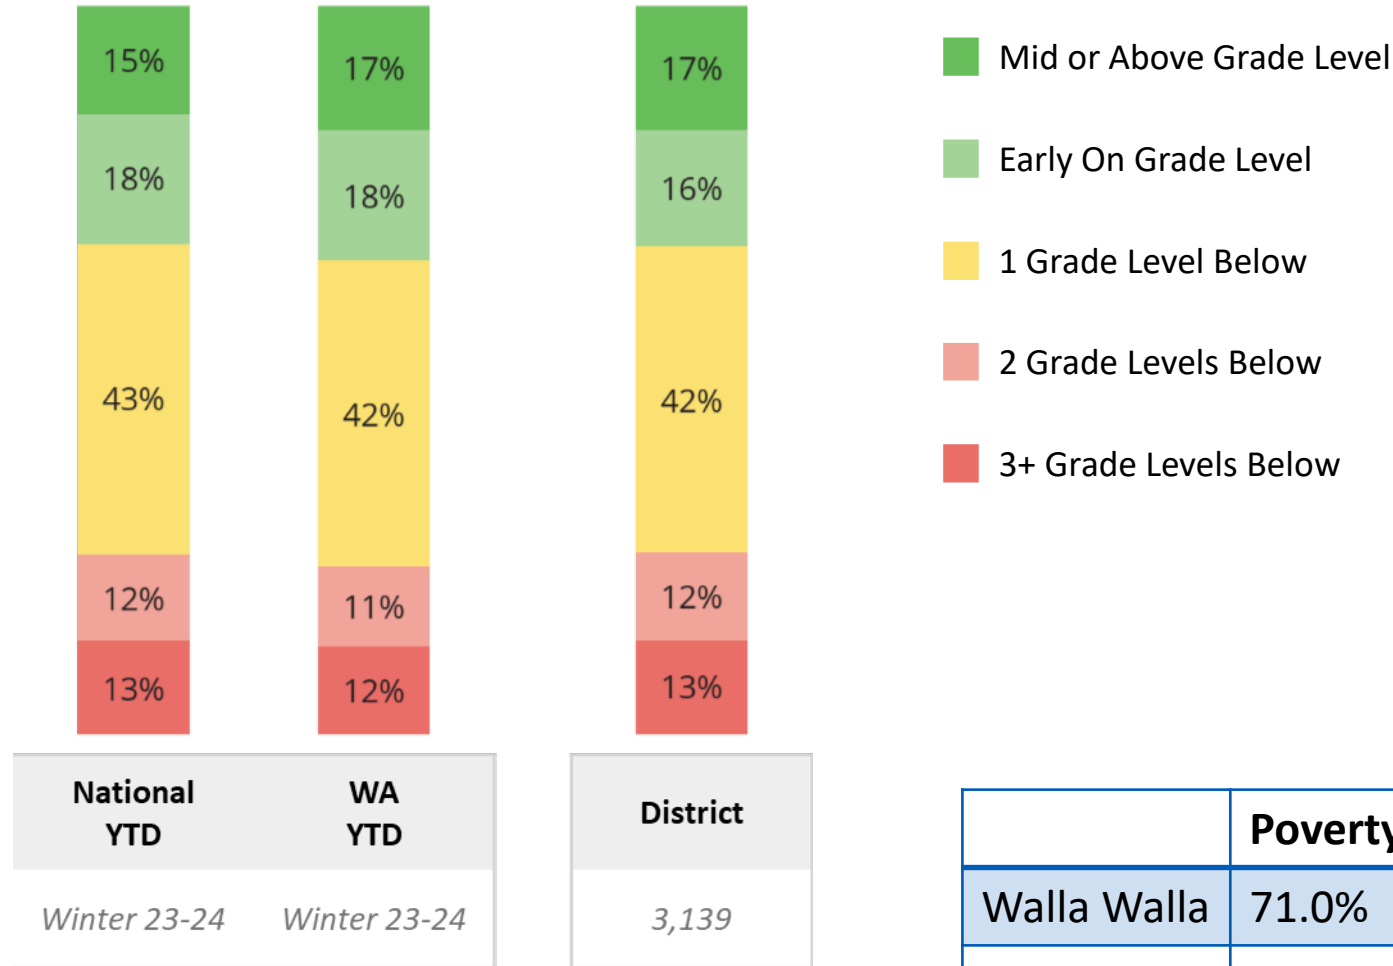 15%
18%
43%
12%
13%
17%
18%
42%
11%
12%
17%
16%
42%
12%
13%
Mid or Above Grade Level
Early On Grade Level
1 Grade Level Below
2 Grade Levels Below
3+ Grade Levels Below
National
YTD
WA
YTD
District
Winter 23-24
Winter 23-24
3,139
Poverty
Walla Walla
71.0%